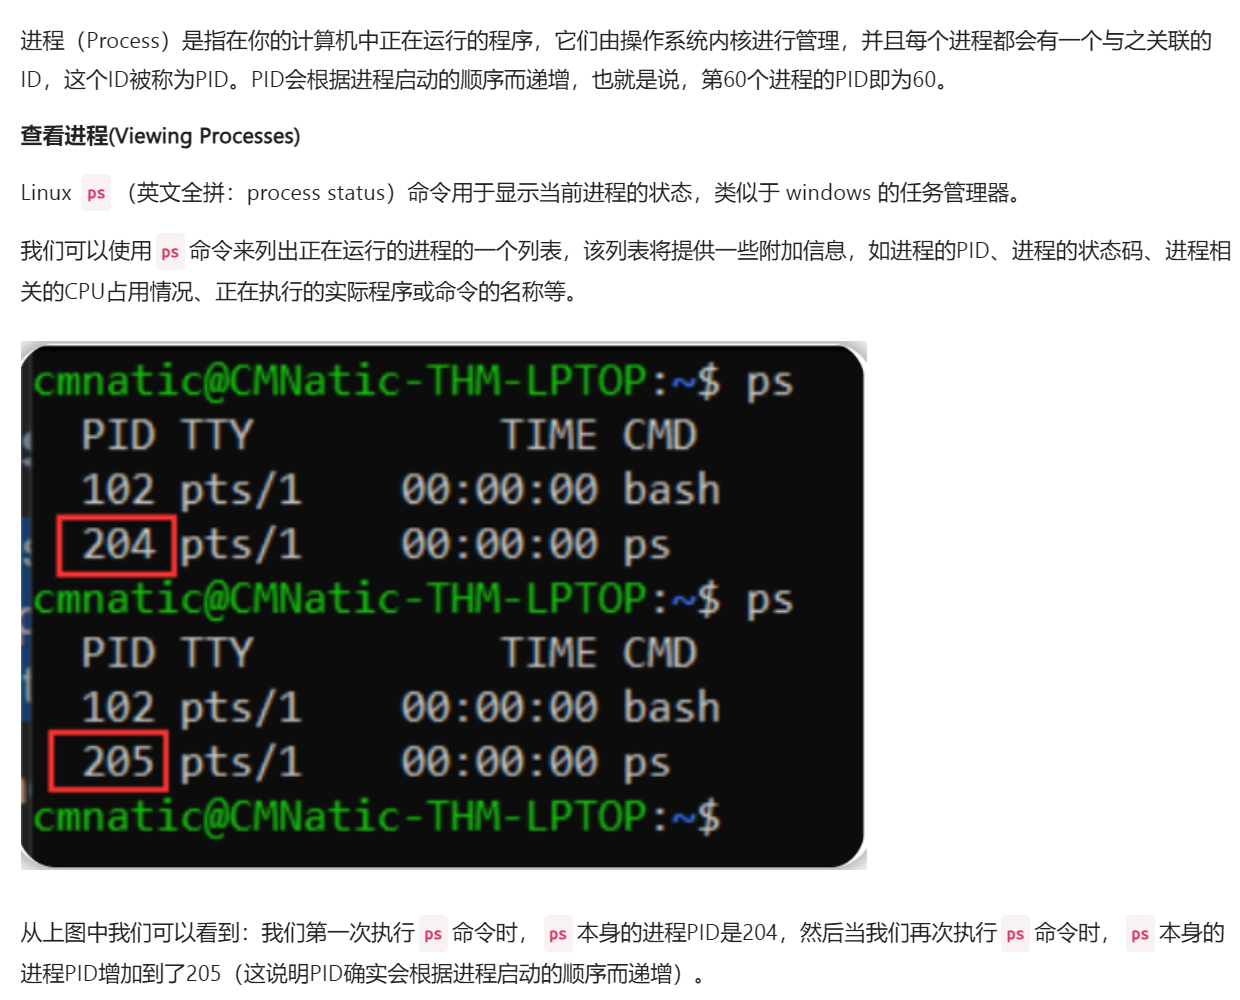 进程（Process）是指在你的计算机中正在运行的程序，它们由操作系统内核进行管理，并且每个进程都会有一个与之关联的
ID，这个ID被称为PID。PID会根据进程启动的顺序而递增，也就是说，第60个进程的PID即为60。
查看进程(Viewing Processes)
Linux ps （英文全拼：process status）命令用于显示当前进程的状态，类似于 windows 的任务管理器。
我们可以使用 ps 命令来列出正在运行的进程的一个列表，该列表将提供一些附加信息，如进程的PID、进程的状态码、进程相
关的CPU占用情况、正在执行的实际程序或命令的名称等。
cmnatic@CMNatic-THM-LPTOP:~$ ps
PID TTY TIME CMD
102 pts/1 00:00:00 bash
204 pts/1 00:00:00 ps
cmnatic@CMNatic-THM-LPTOP:~$ ps
PID TTY TIME CMD
102 pts/1 00:00:00 bash
205 pts/1 00:00:00 ps
cmnatic@CMNatic-THM-LPTOP:~$
从上图中我们可以看到：我们第一次执行 ps 命令时， ps 本身的进程PID是204，然后当我们再次执行 ps 命令时， ps 本身的
进程PID增加到了205（这说明PID确实会根据进程启动的顺序而递增）。